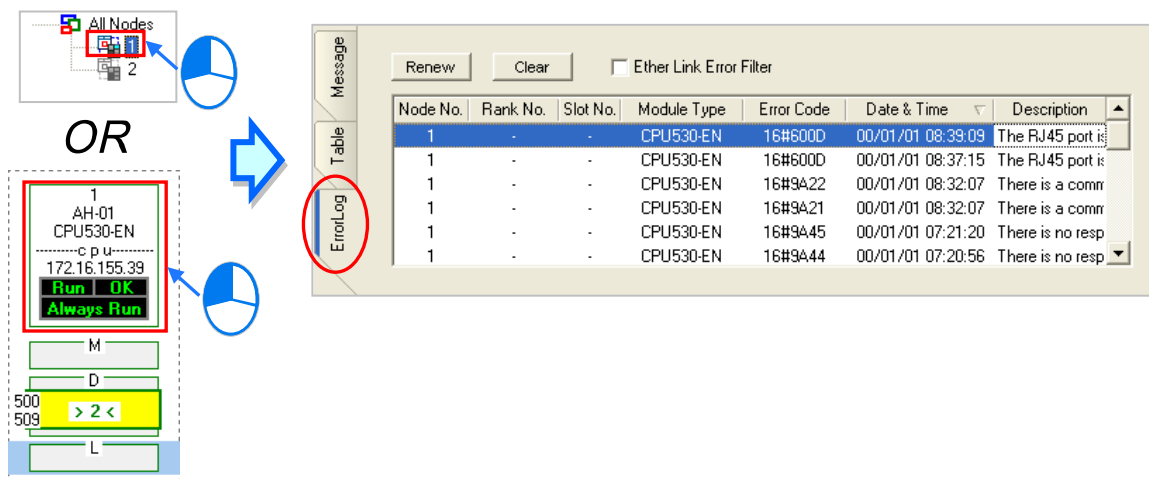 All Nodes
1
2
OR
1
AH-01
CPU530-EN
---------c p u---------
172.16.155.39
Run OK
Always Run
M
D
500
509
> 2 <
L
Message
Table
ErrorLog
Renew Clear Ether Link Error Filter
Node No. Rank No. Slot No. Module Type Error Code Date & Time Description
1 - - CPU530-EN 16#600D 00/01/01 08:39:09 The RJ45 port is
1 - - CPU530-EN 16#600D 00/01/01 08:37:15 The RJ45 port is
1 - - CPU530-EN 16#9A22 00/01/01 08:32:07 There is a comm
1 - - CPU530-EN 16#9A21 00/01/01 08:32:07 There is a comm
1 - - CPU530-EN 16#9A45 00/01/01 07:21:20 There is no resp
1 - - CPU530-EN 16#9A44 00/01/01 07:20:56 There is no resp